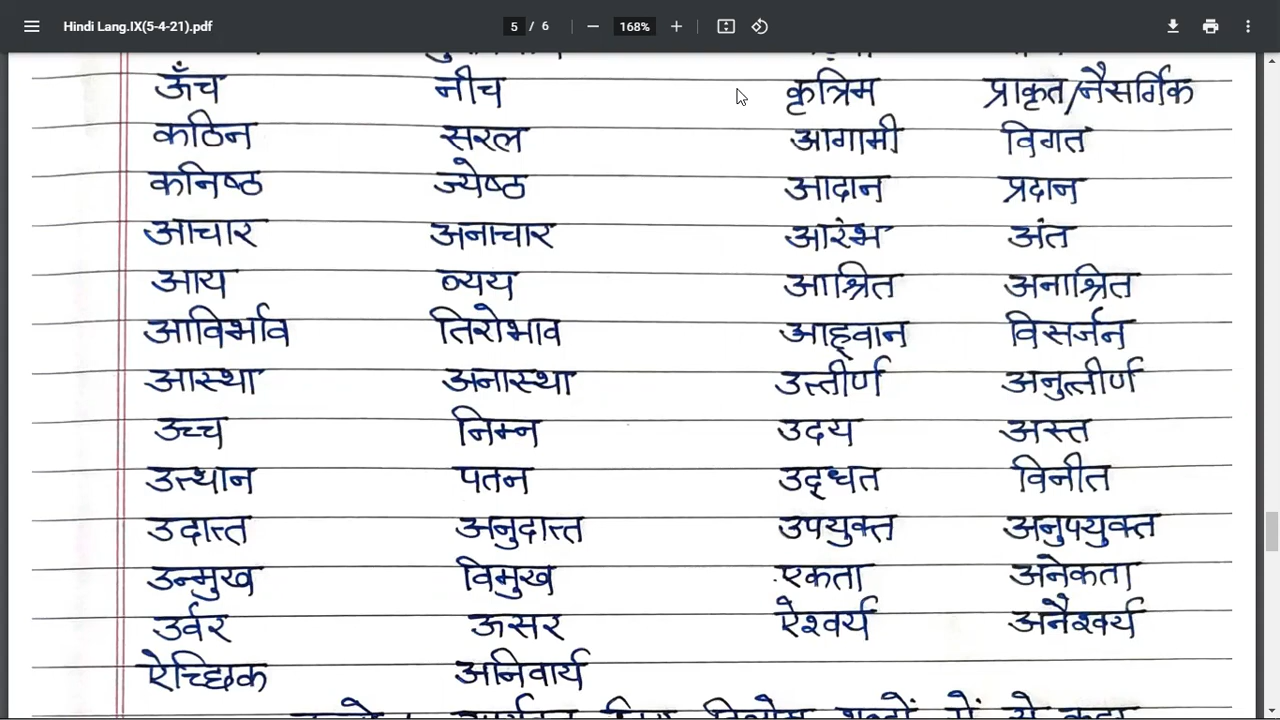 Hindi Lang.IX(5-4-21).pdf 5 / 6 168%
ऊँच नीच कृत्रिम प्राकृत/नैसर्गिक
कठिन सरल आगामी विगत
कनिष्ठ ज्येष्ठ आदान प्रदान
आचार अनाचार आरंभ अंत
आय व्यय आश्रित अनाश्रित
आविर्भाव तिरोभाव आह्वान विसर्जन
आस्था अनास्था उत्तीर्ण अनुत्तीर्ण
उच्च निम्न उदय अस्त
उत्थान पतन उद्धत विनीत
उदात्त अनुदात्त उपयुक्त अनुपयुक्त
उन्मुख विमुख एकता अनेकता
उर्वर ऊसर ऐश्वर्य अनैश्वर्य
ऐच्छिक अनिवार्य